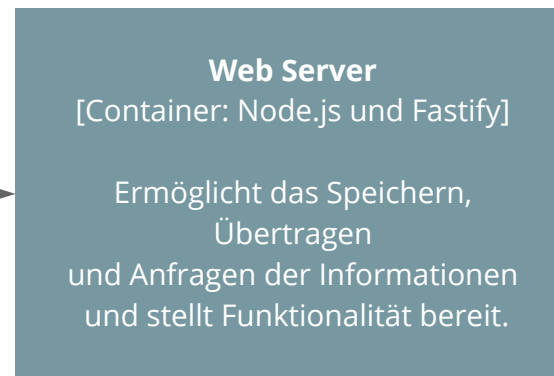 Web Server
[Container: Node.js und Fastify]
Ermöglicht das Speichern,
Übertragen
und Anfragen der Informationen
und stellt Funktionalität bereit.